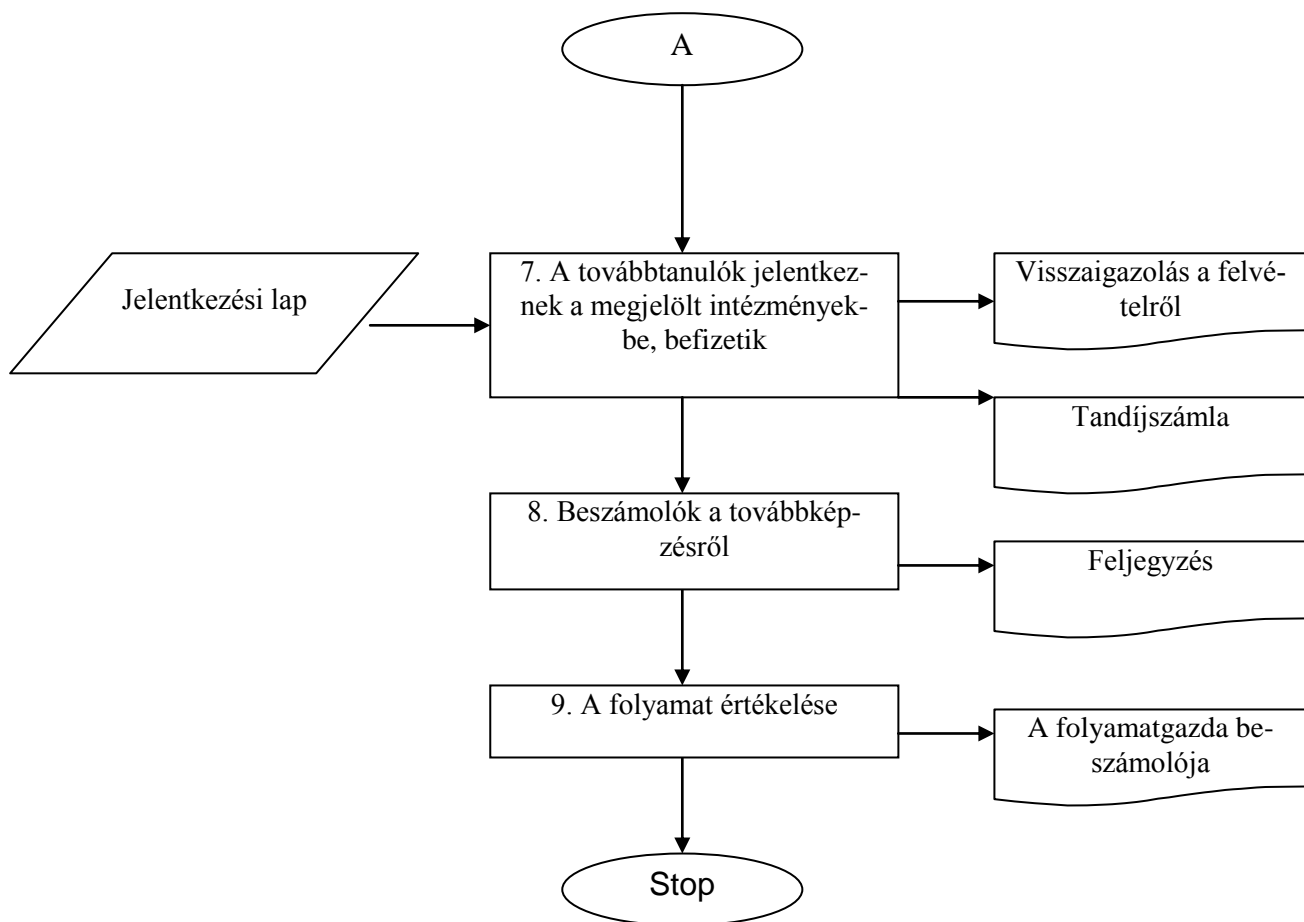 A
Jelentkezési lap
7. A továbbtanulók jelentkez-
nek a megjelölt intézmények-
be, befizetik
Visszaigazolás a felvé-
telről
Tandíjszámla
8. Beszámolók a továbbkép-
zésről
Feljegyzés
9. A folyamat értékelése
A folyamatgazda be-
számolója
Stop